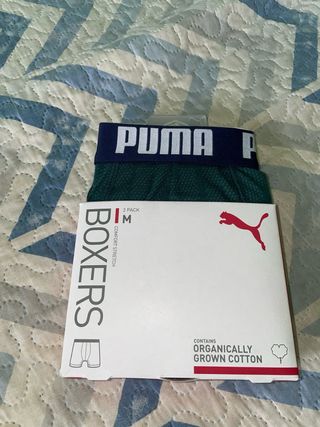 PUMA P
2 PACK
M
COMFORT STRETCH
BOXERS
CONTAINS
ORGANICALLY
GROWN COTTON